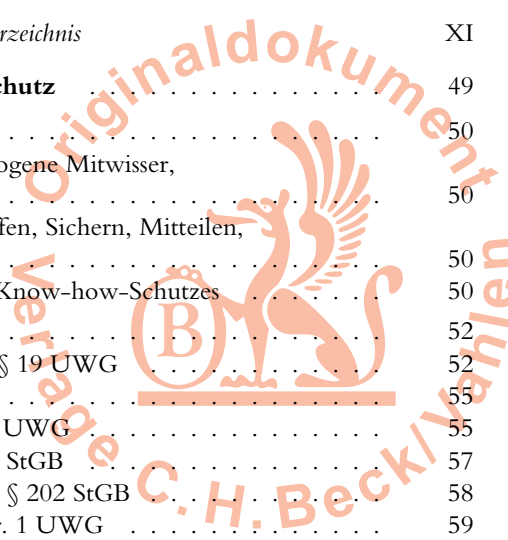 rzeichnis XI
chutz . . . . . . . . . . . . . . . . 49
. . . . . . . . . . . . . . . . . . . 50
ogene Mitwisser,
. . . . . . . . . . . . . . . . . . . 50
ffen, Sichern, Mitteilen,
. . . . . . . . . . . . . . . . . . . 50
Know-how-Schutzes . . . . . . . 50
. . . . . . . . . . . . . . . . . . . 52
§ 19 UWG . . . . . . . . . . . . 52
. . . . . . . . . . . . . . . . . . . 55
UWG . . . . . . . . . . . . . . . 55
StGB . . . . . . . . . . . . . . . 57
§ 202 StGB . . . . . . . . . . . . 58
. 1 UWG . . . . . . . . . . . . . 59
Originaldokument
B
Verlage C.H.Beck/Vahlen